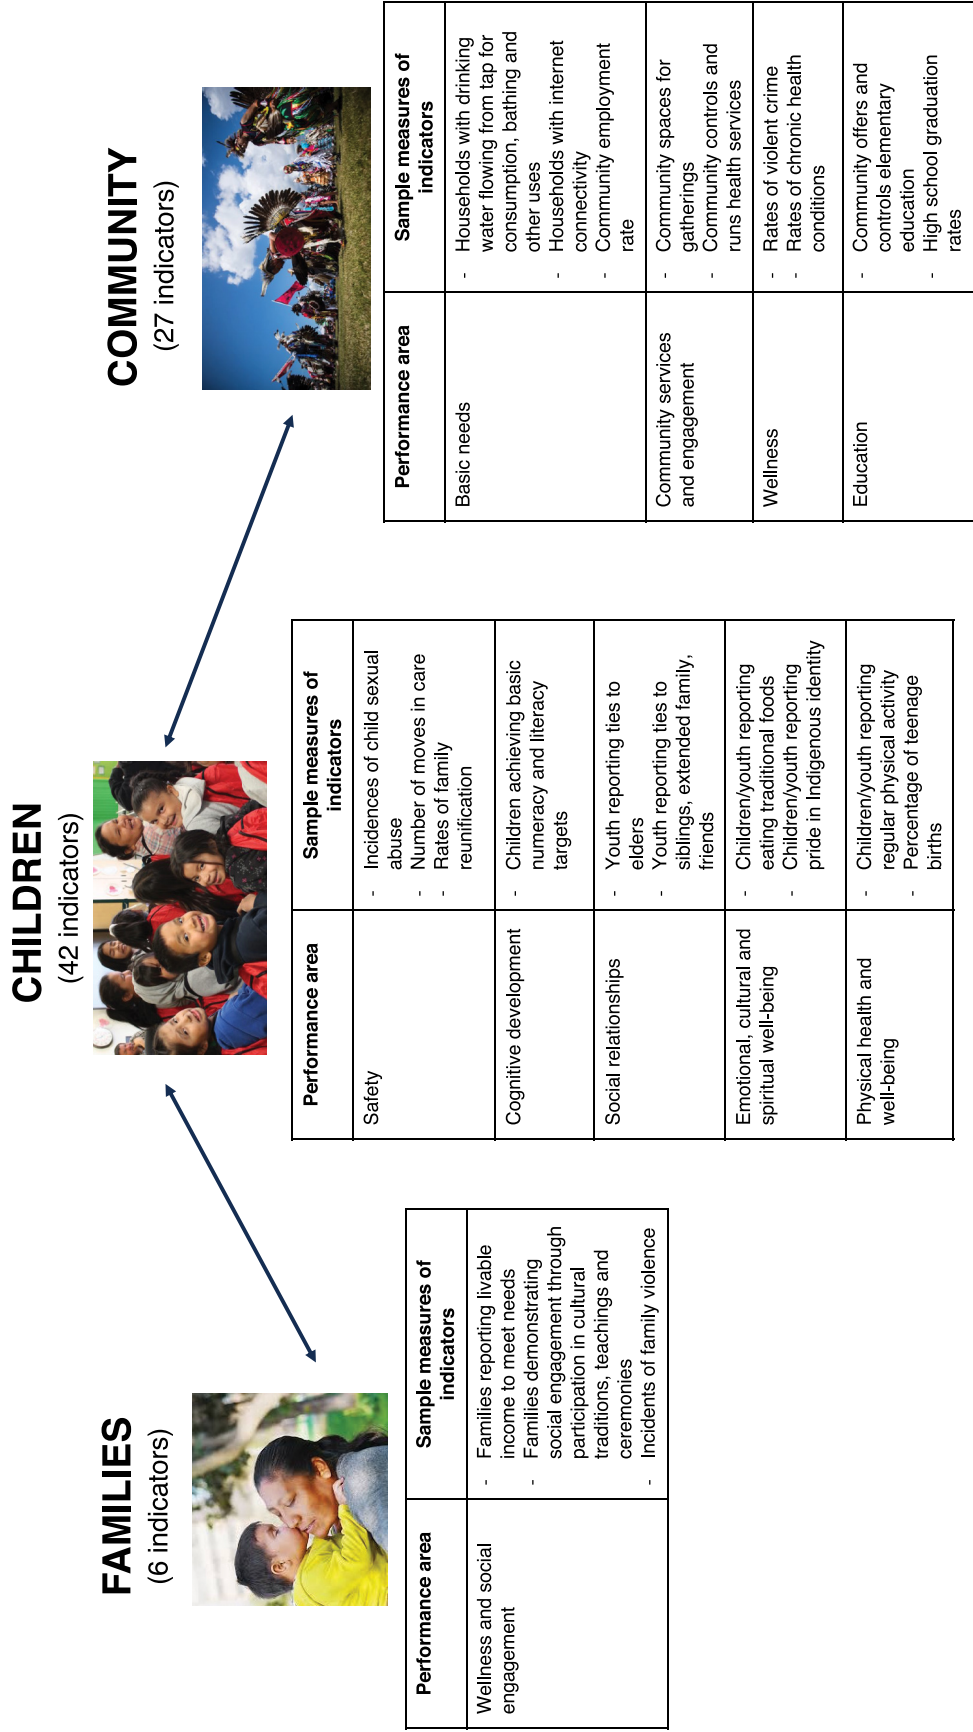 CHILDREN
(42 indicators)
FAMILIES
(6 indicators)
COMMUNITY
(27 indicators)
Performance area
Sample measures of
indicators
Wellness and social
engagement
- Families reporting livable
income to meet needs
- Families demonstrating
social engagement through
participation in cultural
traditions, teachings and
ceremonies
- Incidents of family violence
Performance area
Sample measures of
indicators
Safety
- Incidences of child sexual
abuse
- Number of moves in care
- Rates of family
reunification
Cognitive development
- Children achieving basic
numeracy and literacy
targets
Social relationships
- Youth reporting ties to
elders
- Youth reporting ties to
siblings, extended family,
friends
Emotional, cultural and
spiritual well-being
- Children/youth reporting
eating traditional foods
- Children/youth reporting
pride in Indigenous identity
Physical health and
well-being
- Children/youth reporting
regular physical activity
- Percentage of teenage
births
Performance area
Sample measures of
indicators
Basic needs
- Households with drinking
water flowing from tap for
consumption, bathing and
other uses
- Households with internet
connectivity
- Community employment
rate
Community services
and engagement
- Community spaces for
gatherings
- Community controls and
runs health services
Wellness
- Rates of violent crime
- Rates of chronic health
conditions
Education
- Community offers and
controls elementary
education
- High school graduation
rates